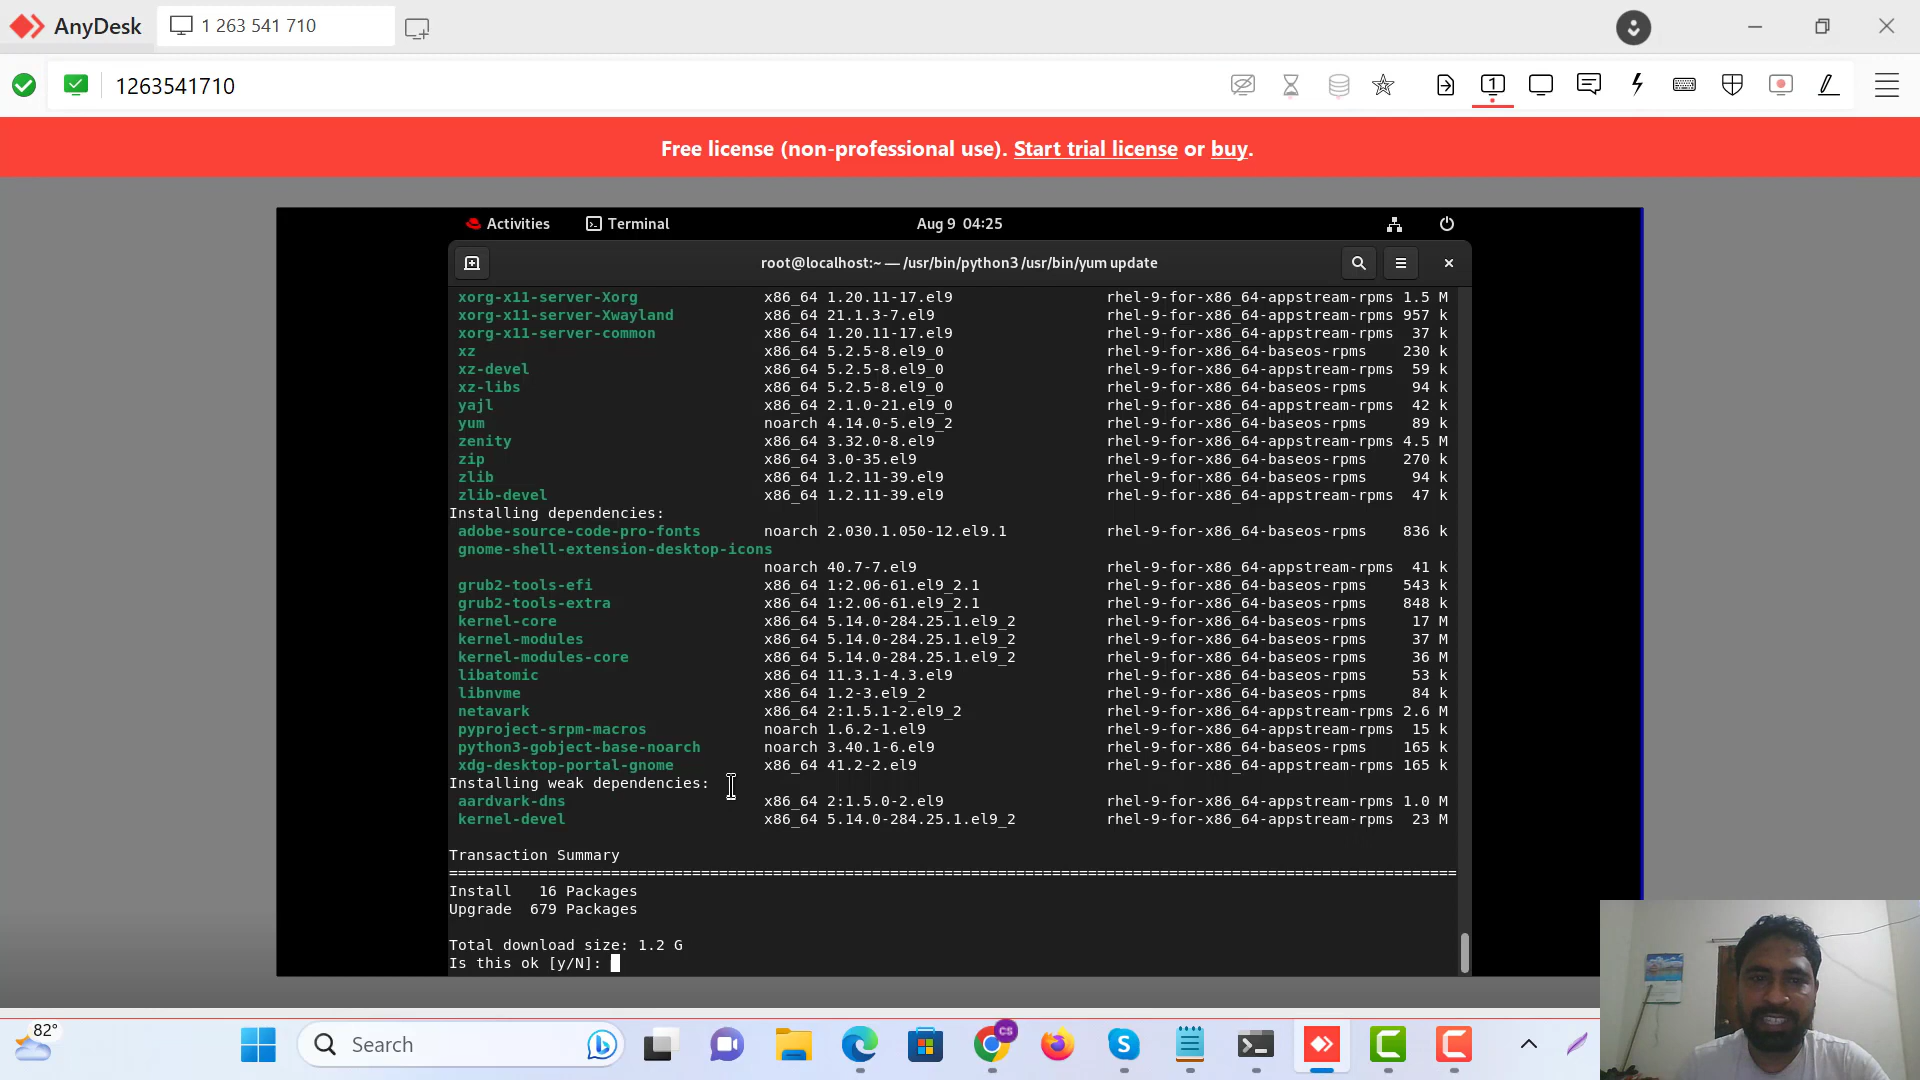 AnyDesk
1 263 541 710
1263541710
1
Free license (non-professional use). Start trial license or buy.
Activities Terminal Aug 9 04:25
root@localhost:~ — /usr/bin/python3 /usr/bin/yum update
xorg-x11-server-Xorg x86_64 1.20.11-17.el9 rhel-9-for-x86_64-appstream-rpms 1.5 M
xorg-x11-server-Xwayland x86_64 21.1.3-7.el9 rhel-9-for-x86_64-appstream-rpms 957 k
xorg-x11-server-common x86_64 1.20.11-17.el9 rhel-9-for-x86_64-appstream-rpms 37 k
xz x86_64 5.2.5-8.el9_0 rhel-9-for-x86_64-baseos-rpms 230 k
xz-devel x86_64 5.2.5-8.el9_0 rhel-9-for-x86_64-appstream-rpms 59 k
xz-libs x86_64 5.2.5-8.el9_0 rhel-9-for-x86_64-baseos-rpms 94 k
yajl x86_64 2.1.0-21.el9_0 rhel-9-for-x86_64-appstream-rpms 42 k
yum noarch 4.14.0-5.el9_2 rhel-9-for-x86_64-baseos-rpms 89 k
zenity x86_64 3.32.0-8.el9 rhel-9-for-x86_64-appstream-rpms 4.5 M
zip x86_64 3.0-35.el9 rhel-9-for-x86_64-baseos-rpms 270 k
zlib x86_64 1.2.11-39.el9 rhel-9-for-x86_64-baseos-rpms 94 k
zlib-devel x86_64 1.2.11-39.el9 rhel-9-for-x86_64-appstream-rpms 47 k
Installing dependencies:
adobe-source-code-pro-fonts noarch 2.030.1.050-12.el9.1 rhel-9-for-x86_64-baseos-rpms 836 k
gnome-shell-extension-desktop-icons
noarch 40.7-7.el9 rhel-9-for-x86_64-appstream-rpms 41 k
grub2-tools-efi x86_64 1:2.06-61.el9_2.1 rhel-9-for-x86_64-baseos-rpms 543 k
grub2-tools-extra x86_64 1:2.06-61.el9_2.1 rhel-9-for-x86_64-baseos-rpms 848 k
kernel-core x86_64 5.14.0-284.25.1.el9_2 rhel-9-for-x86_64-baseos-rpms 17 M
kernel-modules x86_64 5.14.0-284.25.1.el9_2 rhel-9-for-x86_64-baseos-rpms 37 M
kernel-modules-core x86_64 5.14.0-284.25.1.el9_2 rhel-9-for-x86_64-baseos-rpms 36 M
libatomic x86_64 11.3.1-4.3.el9 rhel-9-for-x86_64-baseos-rpms 53 k
libnvme x86_64 1.2-3.el9_2 rhel-9-for-x86_64-baseos-rpms 84 k
netavark x86_64 2:1.5.1-2.el9_2 rhel-9-for-x86_64-appstream-rpms 2.6 M
pyproject-srpm-macros noarch 1.6.2-1.el9 rhel-9-for-x86_64-appstream-rpms 15 k
python3-gobject-base-noarch noarch 3.40.1-6.el9 rhel-9-for-x86_64-baseos-rpms 165 k
xdg-desktop-portal-gnome x86_64 41.2-2.el9 rhel-9-for-x86_64-appstream-rpms 165 k
Installing weak dependencies:
aardvark-dns x86_64 2:1.5.0-2.el9 rhel-9-for-x86_64-appstream-rpms 1.0 M
kernel-devel x86_64 5.14.0-284.25.1.el9_2 rhel-9-for-x86_64-appstream-rpms 23 M
Transaction Summary
================================================================================================================
Install 16 Packages
Upgrade 679 Packages
Total download size: 1.2 G
Is this ok [y/N]:
82°
Search
CS